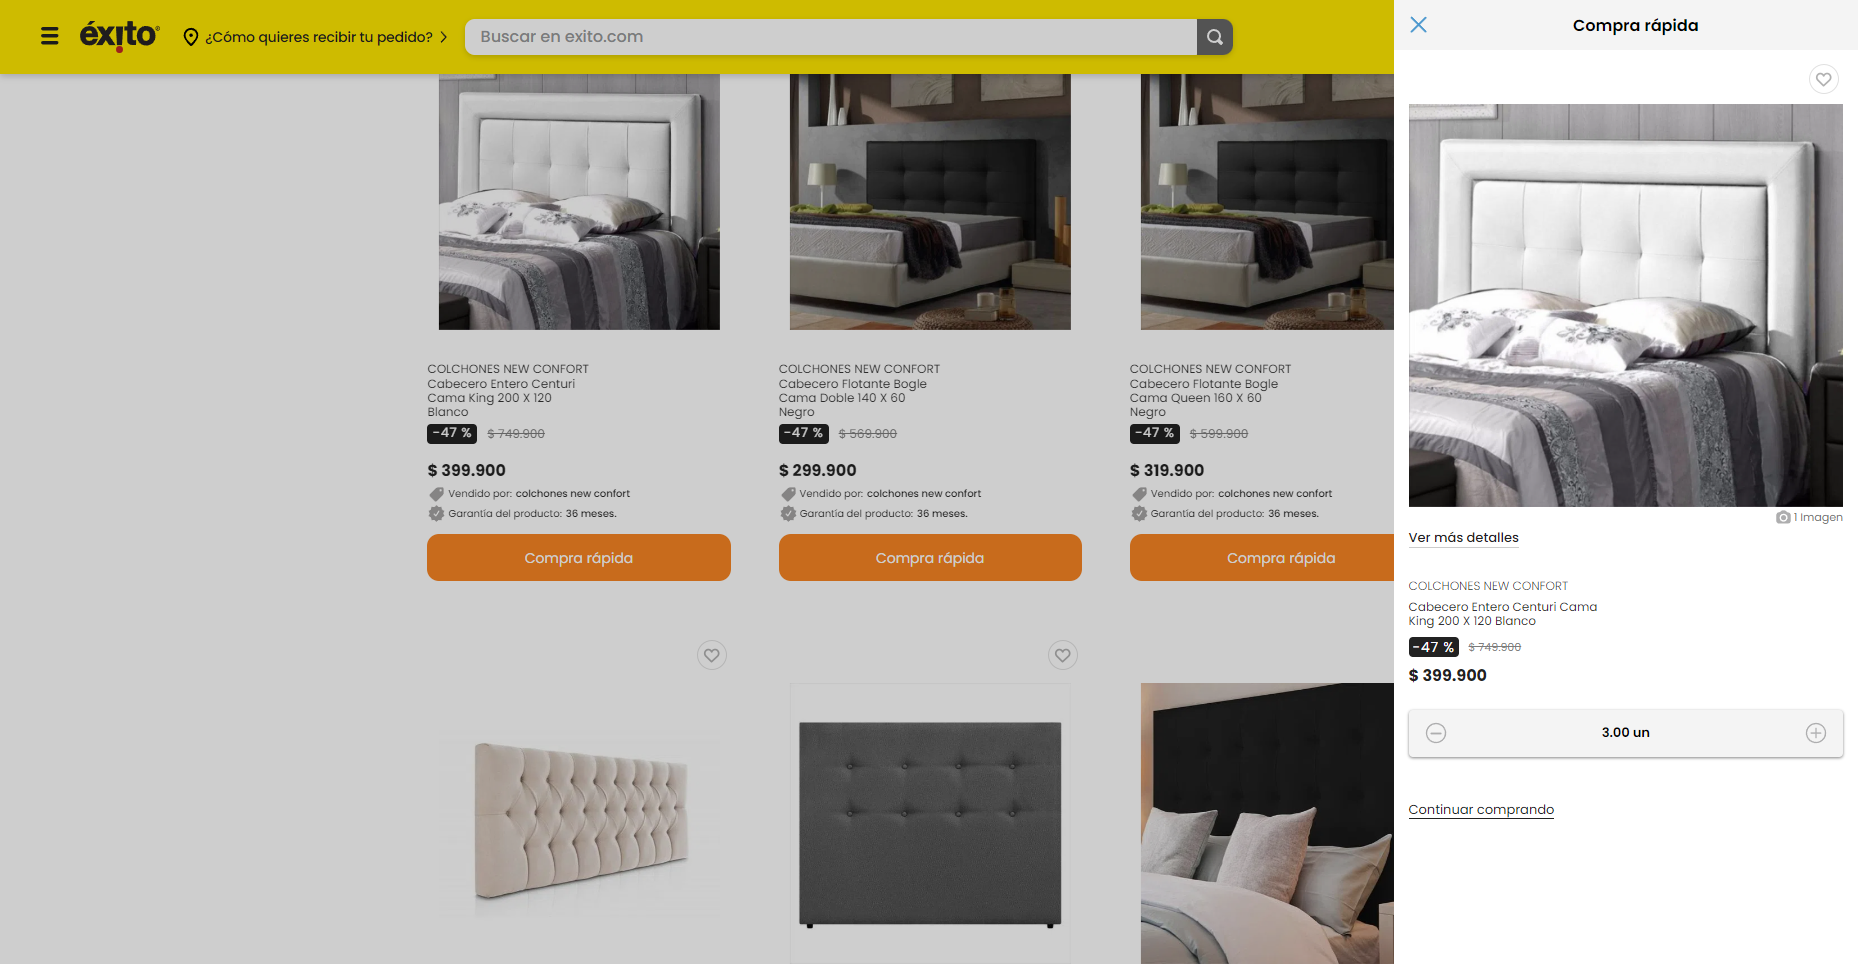 éxito
¿Cómo quieres recibir tu pedido?
Buscar en exito.com
COLCHONES NEW CONFORT
Cabecero Entero Centuri
Cama King 200 X 120
Blanco
-47 % $ 749.900
$ 399.900
Vendido por: colchones new confort
Garantía del producto: 36 meses.
Compra rápida
COLCHONES NEW CONFORT
Cabecero Flotante Bogle
Cama Doble 140 X 60
Negro
-47 % $ 569.900
$ 299.900
Vendido por: colchones new confort
Garantía del producto: 36 meses.
Compra rápida
COLCHONES NEW CONFORT
Cabecero Flotante Bogle
Cama Queen 160 X 60
Negro
-47 % $ 599.900
$ 319.900
Vendido por: colchones new confort
Garantía del producto: 36 meses.
Compra rápida
Compra rápida
1 Imagen
Ver más detalles
COLCHONES NEW CONFORT
Cabecero Entero Centuri Cama
King 200 X 120 Blanco
-47 % $ 749.900
$ 399.900
3.00 un
Continuar comprando